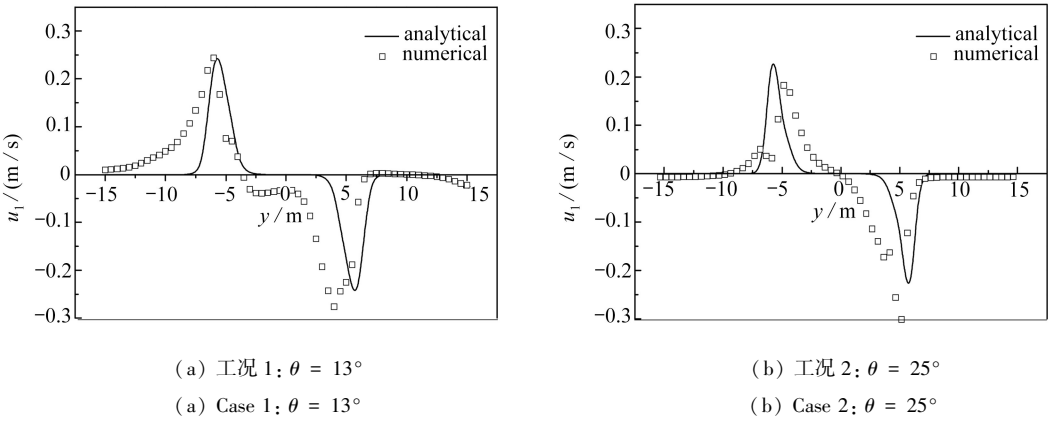 0.3
0.2
0.1
0
−0.1
−0.2
−0.3
−15
−10
−5
0
5
10
15
u₁/(m/s)
y/m
analytical
numerical
0.3
0.2
0.1
0
−0.1
−0.2
−0.3
−15
−10
−5
0
5
10
15
u₁/(m/s)
y/m
analytical
numerical
(a) 工况 1: θ = 13°
(a) Case 1: θ = 13°
(b) 工况 2: θ = 25°
(b) Case 2: θ = 25°